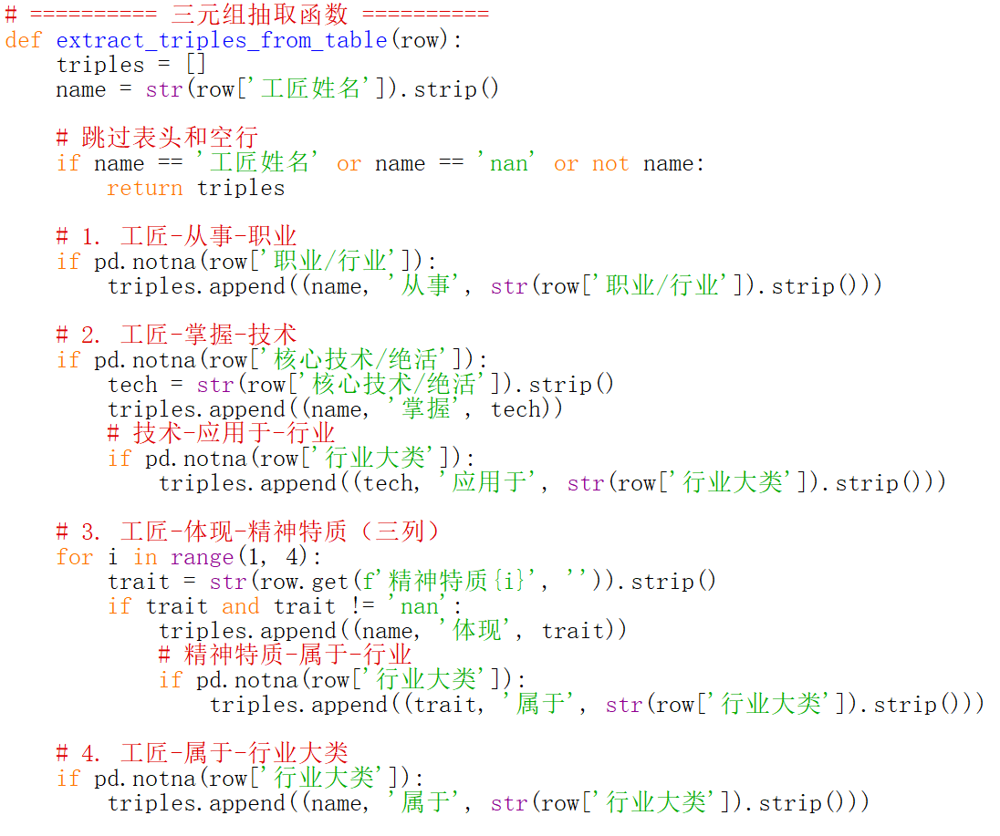 # ========== 三元组抽取函数 ==========
def extract_triples_from_table(row):
    triples = []
    name = str(row['工匠姓名']).strip()

    # 跳过表头和空行
    if name == '工匠姓名' or name == 'nan' or not name:
        return triples

    # 1. 工匠-从事-职业
    if pd.notna(row['职业/行业']):
        triples.append((name, '从事', str(row['职业/行业']).strip()))

    # 2. 工匠-掌握-技术
    if pd.notna(row['核心技术/绝活']):
        tech = str(row['核心技术/绝活']).strip()
        triples.append((name, '掌握', tech))
        # 技术-应用于-行业
        if pd.notna(row['行业大类']):
            triples.append((tech, '应用于', str(row['行业大类']).strip()))

    # 3. 工匠-体现-精神特质（三列）
    for i in range(1, 4):
        trait = str(row.get(f'精神特质{i}', '')).strip()
        if trait and trait != 'nan':
            triples.append((name, '体现', trait))
            # 精神特质-属于-行业
            if pd.notna(row['行业大类']):
                triples.append((trait, '属于', str(row['行业大类']).strip()))

    # 4. 工匠-属于-行业大类
    if pd.notna(row['行业大类']):
        triples.append((name, '属于', str(row['行业大类']).strip()))